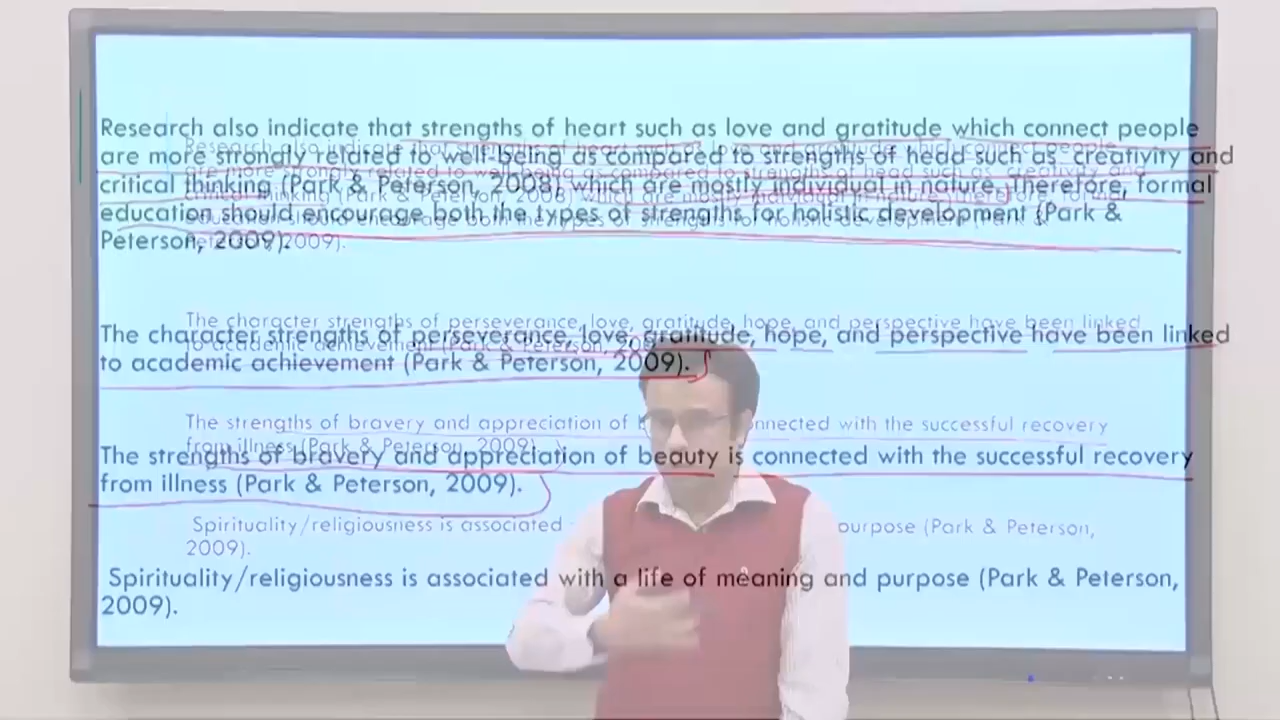 Research also indicate that strengths of heart such as love and gratitude which connect people
are more strongly related to well-being as compared to strengths of head such as creativity and
critical thinking (Park & Peterson, 2008) which are mostly individual in nature. Therefore, formal
education should encourage both the types of strengths for holistic development (Park &
Peterson, 2009).
The character strengths of perseverance, love, gratitude, hope, and perspective have been linked
to academic achievement (Park & Peterson, 2009).
The strengths of bravery and appreciation of beauty is connected with the successful recovery
from illness (Park & Peterson, 2009).
Spirituality/religiousness is associated with a life of meaning and purpose (Park & Peterson,
2009).